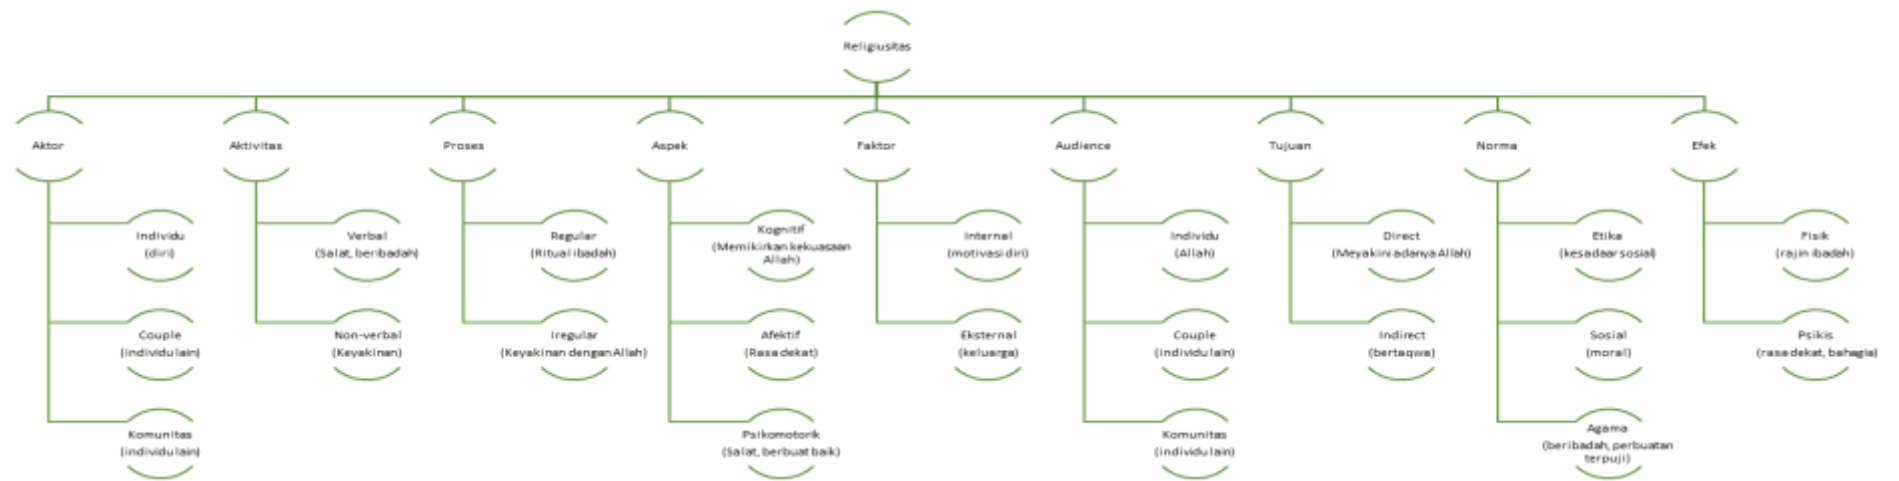 Religiusitas
Aktor
Aktivitas
Proses
Aspek
Faktor
Audience
Tujuan
Norma
Efek
Individu
(diri)
Couple
(individu lain)
Komunitas
(individu lain)
Verbal
(Salat, beribadah)
Non-verbal
(Keyakinan)
Regular
(Ritual ibadah)
Iregular
(Keyakinan dengan Allah)
Kognitif
(Memikirkan kekuasaan
Allah)
Afektif
(Rasa dekat)
Psikomotorik
(Salat, berbuat baik)
Internal
(motivasi diri)
Eksternal
(keluarga)
Individu
(Allah)
Couple
(individu lain)
Komunitas
(individu lain)
Direct
(Meyakini adanya Allah)
Indirect
(bertaqwa)
Etika
(kesadaar sosial)
Sosial
(moral)
Agama
(beribadah, perbuatan
terpuji)
Fisik
(rajin ibadah)
Psikis
(rasa dekat, bahagia)